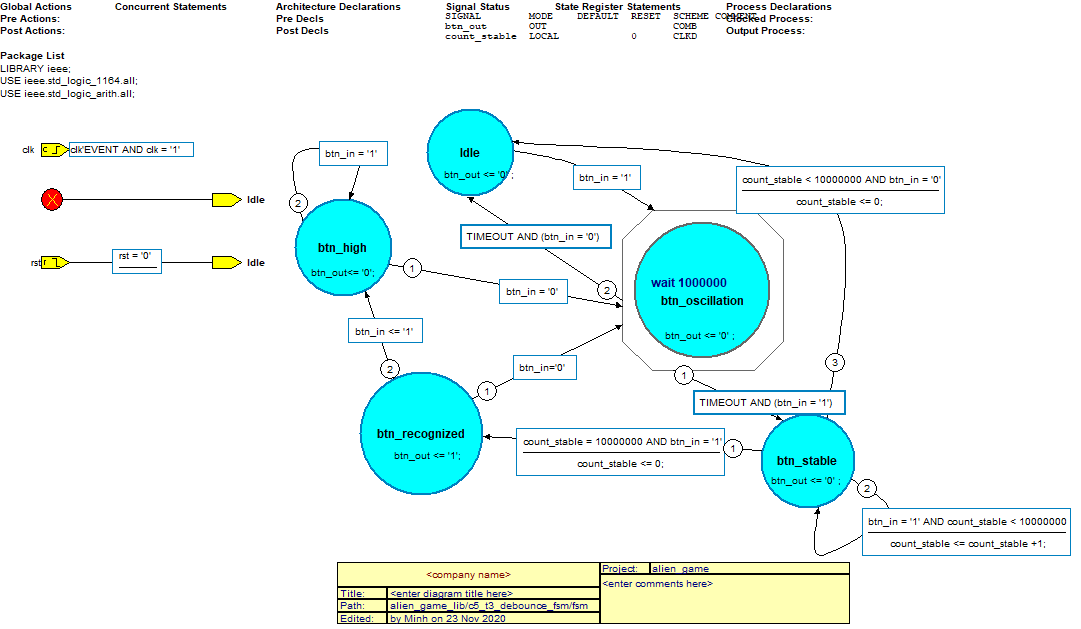 Global Actions
Pre Actions:
Post Actions:
Concurrent Statements
Architecture Declarations
Pre Decls
Post Decls
Signal Status
State Register Statements
Process Declarations
Clocked Process:
Output Process:
SIGNAL MODE DEFAULT RESET SCHEME COMMENT
btn_out OUT COMB
count_stable LOCAL 0 CLKD
Package List
LIBRARY ieee;
USE ieee.std_logic_1164.all;
USE ieee.std_logic_arith.all;
clk
C
clk'EVENT AND clk = '1'
Idle
rst
r
rst = '0'
Idle
btn_in = '1'
2
btn_high
btn_out<= '0';
1
btn_in = '0'
Idle
btn_out <= '0' ;
btn_in = '1'
TIMEOUT AND (btn_in = '0')
2
count_stable < 10000000 AND btn_in = '0'
count_stable <= 0;
3
wait 1000000
btn_oscillation
btn_out <= '0' ;
1
TIMEOUT AND (btn_in = '1')
btn_in <= '1'
2
btn_in='0'
1
btn_recognized
btn_out <= '1';
count_stable = 10000000 AND btn_in = '1'
count_stable <= 0;
1
btn_stable
btn_out <= '0' ;
2
btn_in = '1' AND count_stable < 10000000
count_stable <= count_stable +1;
<company name>
Title: <enter diagram title here>
Path: alien_game_lib/c5_t3_debounce_fsm/fsm
Edited: by Minh on 23 Nov 2020
Project: alien_game
<enter comments here>